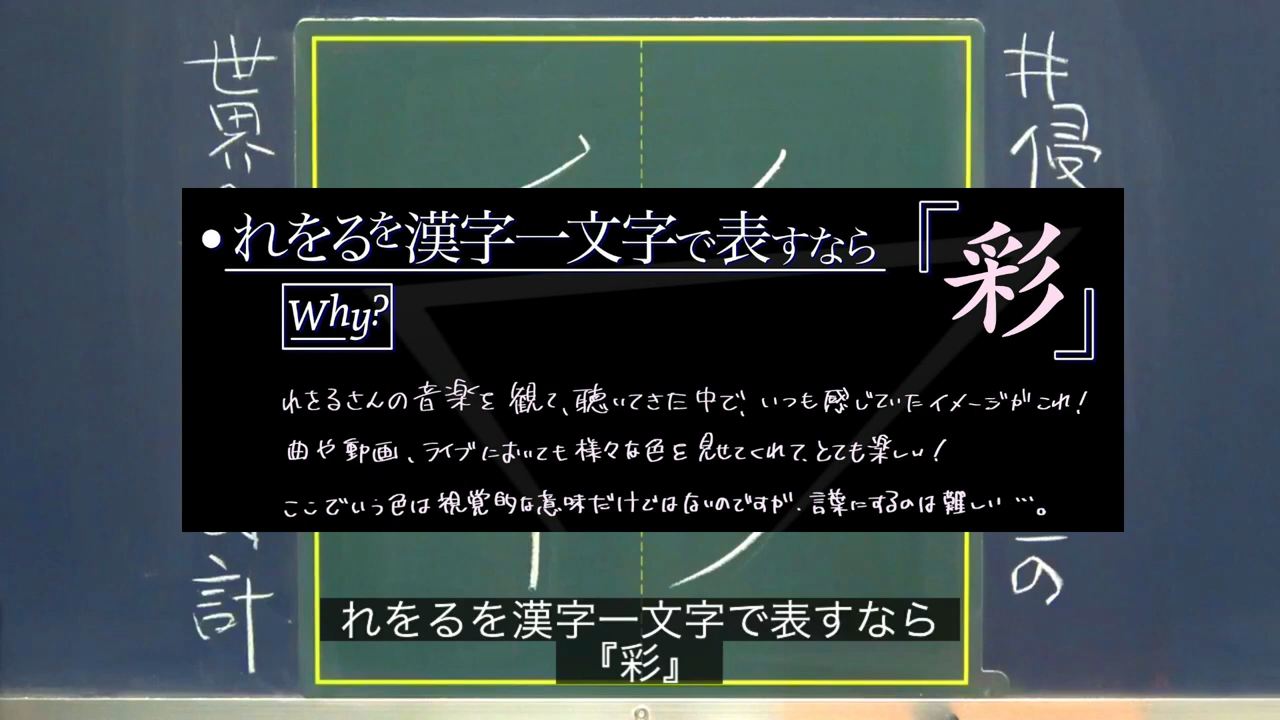 #侵
の
世界
計
•れをるを漢字一文字で表すなら『彩』
Why?
れをるさんの音楽を観て、聴いてきた中で、いつも感じていたイメージがこれ!
曲や動画、ライブにおいても様々な色を見せてくれて、とても楽しい!
ここでいう色は視覚的な意味だけではないのですが、言葉にするのは難しい…。
れをるを漢字一文字で表すなら
『彩』